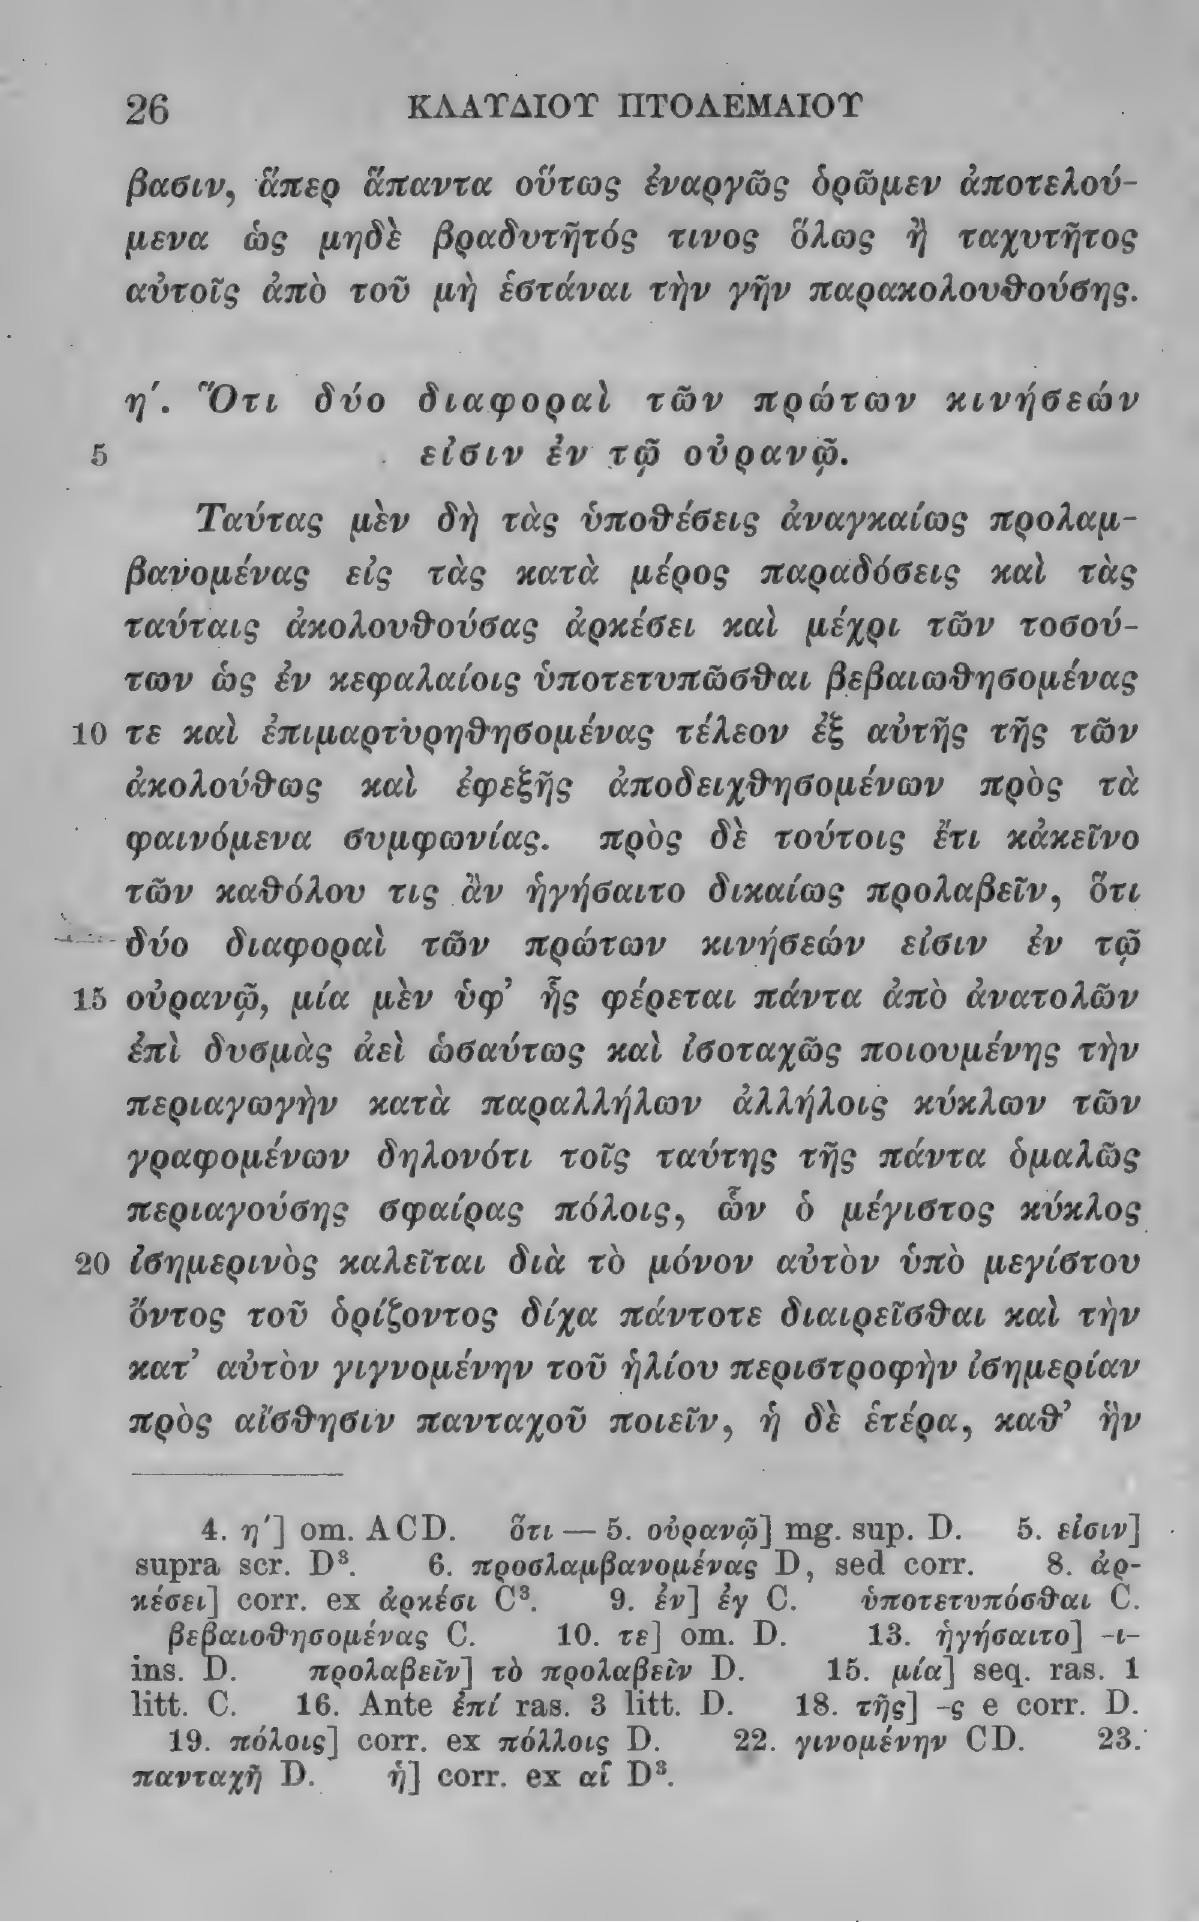 26 ΚΛΑΥΔΙΟΥ ΠΤΟΛΕΜΑΙΟΥ
βασιν, ἅπερ ἅπαντα οὕτως ἐναργῶς ὁρῶμεν ἀποτελού-
μενα ὡς μηδὲ βραδυτῆτός τινος ὅλως ἢ ταχυτῆτος
αὐτοῖς ἀπὸ τοῦ μὴ ἑστάναι τὴν γῆν παρακολουθούσης.
η΄. Ὅτι δύο διαφοραὶ τῶν πρώτων κινήσεών
5 εἰσιν ἐν τῷ οὐρανῷ.
Ταύτας μὲν δὴ τὰς ὑποθέσεις ἀναγκαίως προλαμ-
βανομένας εἰς τὰς κατὰ μέρος παραδόσεις καὶ τὰς
ταύταις ἀκολουθούσας ἀρκέσει καὶ μέχρι τῶν τοσού-
των ὡς ἐν κεφαλαίοις ὑποτετυπῶσθαι βεβαιωθησομένας
10 τε καὶ ἐπιμαρτυρηθησομένας τέλεον ἐξ αὐτῆς τῆς τῶν
ἀκολούθως καὶ ἐφεξῆς ἀποδειχθησομένων πρὸς τὰ
φαινόμενα συμφωνίας. πρὸς δὲ τούτοις ἔτι κἀκεῖνο
τῶν καθόλου τις ἂν ἡγήσαιτο δικαίως προλαβεῖν, ὅτι
δύο διαφοραὶ τῶν πρώτων κινήσεών εἰσιν ἐν τῷ
15 οὐρανῷ, μία μὲν ὑφ’ ἧς φέρεται πάντα ἀπὸ ἀνατολῶν
ἐπὶ δυσμὰς ἀεὶ ὡσαύτως καὶ ἰσοταχῶς ποιουμένης τὴν
περιαγωγὴν κατὰ παραλλήλων ἀλλήλοις κύκλων τῶν
γραφομένων δηλονότι τοῖς ταύτης τῆς πάντα ὁμαλῶς
περιαγούσης σφαίρας πόλοις, ὧν ὁ μέγιστος κύκλος
20 ἰσημερινὸς καλεῖται διὰ τὸ μόνον αὐτὸν ὑπὸ μεγίστου
ὄντος τοῦ ὁρίζοντος δίχα πάντοτε διαιρεῖσθαι καὶ τὴν
κατ’ αὐτὸν γιγνομένην τοῦ ἡλίου περιστροφὴν ἰσημερίαν
πρὸς αἴσθησιν πανταχοῦ ποιεῖν, ἡ δὲ ἑτέρα, καθ’ ἣν
4. η΄] om. ACD. ὅτι — 5. οὐρανῷ] mg. sup. D. 5. εἰσιν]
supra scr. D³. 6. προσλαμβανομένας D, sed corr. 8. ἀρ-
κέσει] corr. ex ἀρκέσι C³. 9. ἐν] ἐγ C. ὑποτετυπόσθαι C.
βεβαιοθησομένας C. 10. τε] om. D. 13. ἡγήσαιτο] -ι-
ins. D. προλαβεῖν] τὸ προλαβεῖν D. 15. μία] seq. ras. 1
litt. C. 16. Ante ἐπί ras. 3 litt. D. 18. τῆς] -ς e corr. D.
19. πόλοις] corr. ex πόλλοις D. 22. γινομένην CD. 23.
πανταχῆ D. ἡ] corr. ex αἱ D³.